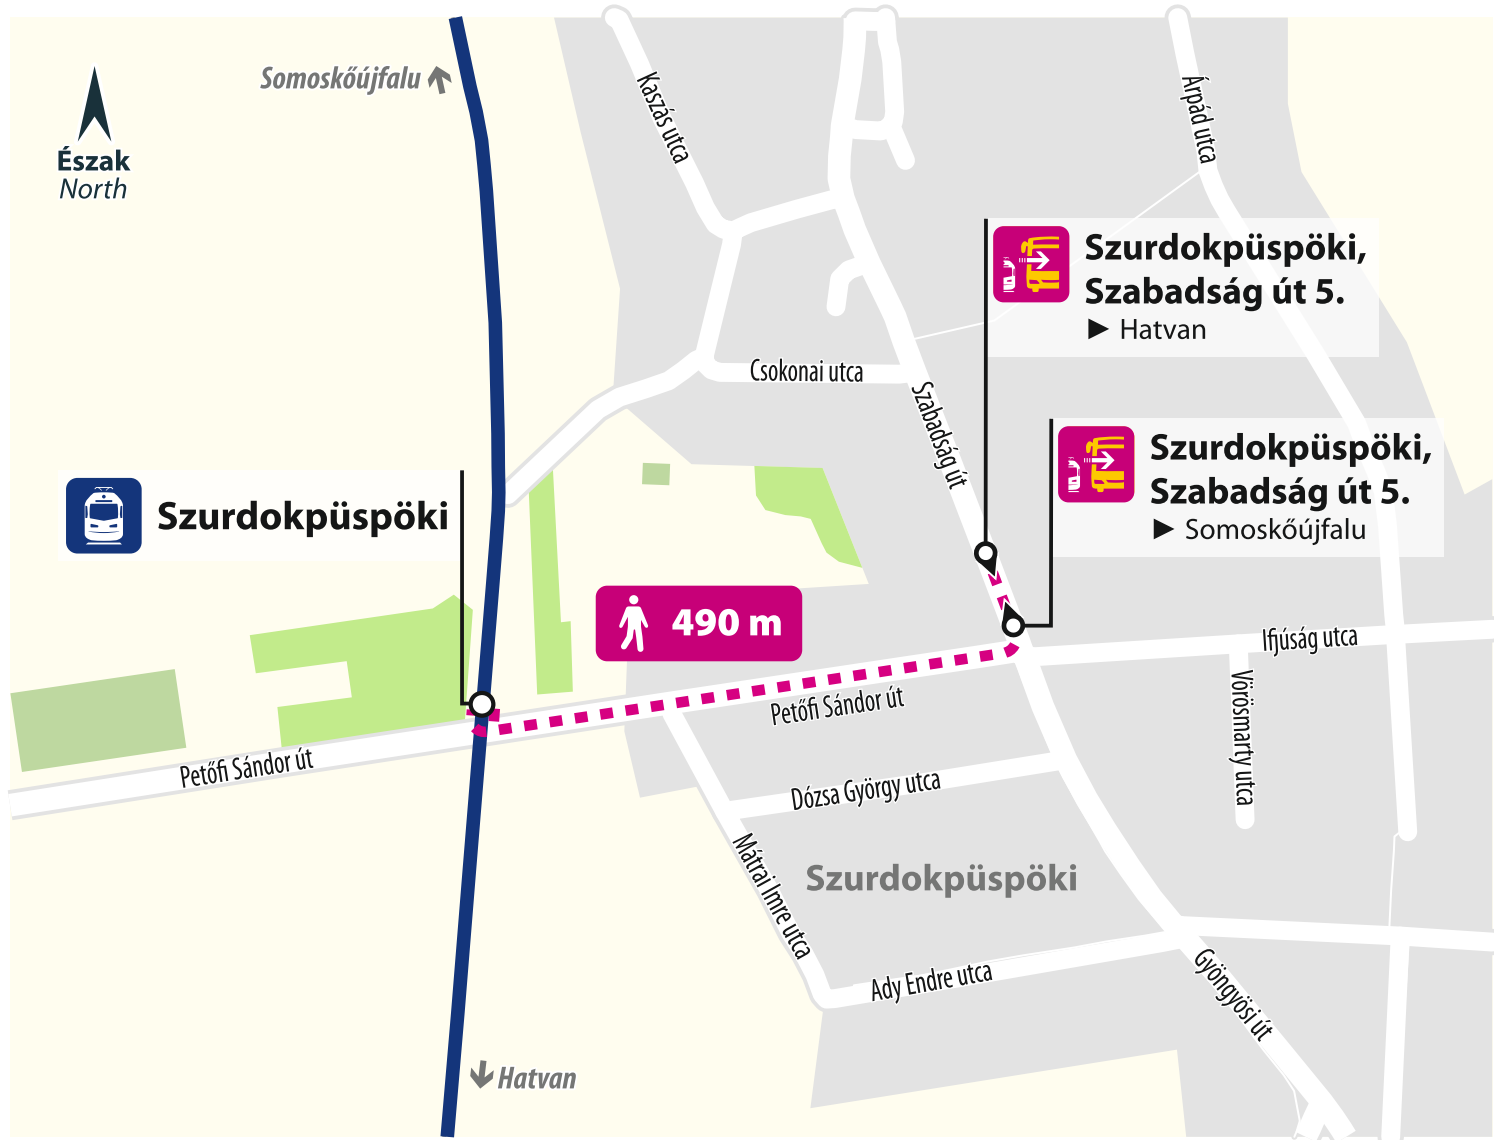 Somoskőújfalu
Észak
North
Kaszás utca
Árpád utca
Szurdokpüspöki,
Szabadság út 5.
► Hatvan
Csokonai utca
Szabadság út
Szurdokpüspöki,
Szabadság út 5.
► Somoskőújfalu
Szurdokpüspöki
490 m
Ifjúság utca
Vörösmarty utca
Petőfi Sándor út
Petőfi Sándor út
Dózsa György utca
Mátrai Imre utca
Szurdokpüspöki
Ady Endre utca
Gyöngyösi út
Hatvan